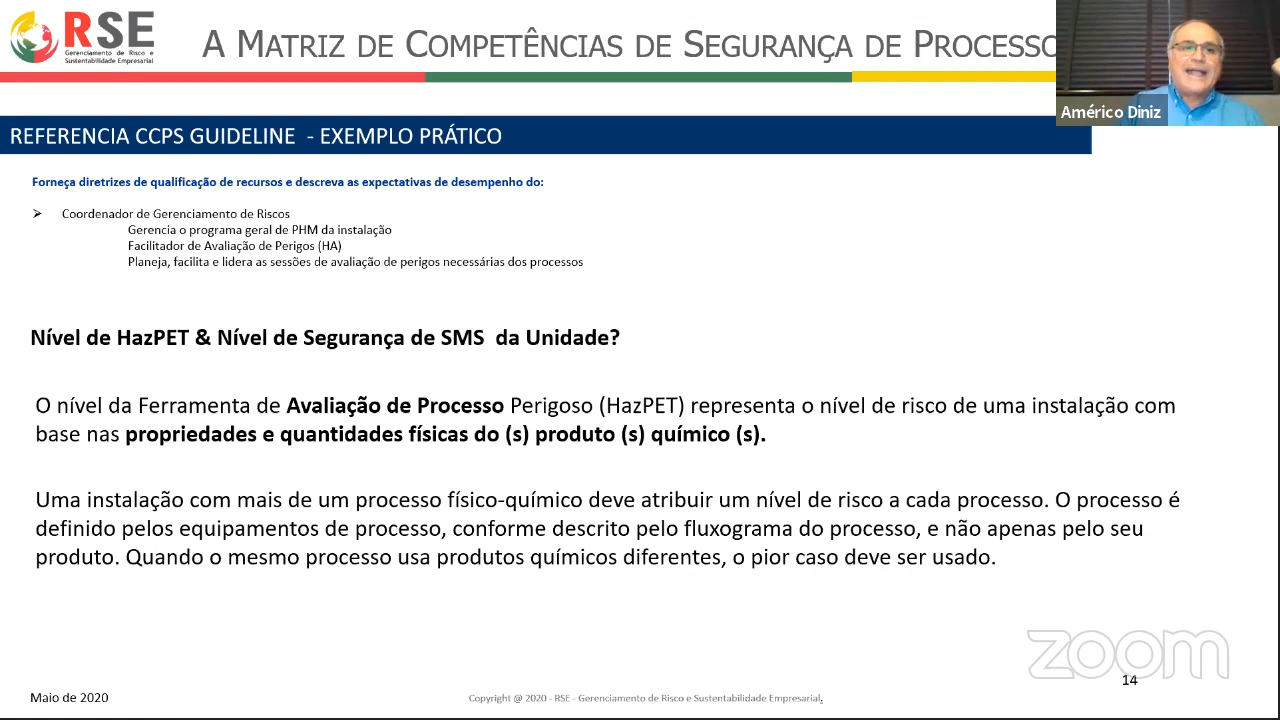 RSE
Gerenciamento de Risco e
Sustentabilidade Empresarial
A MATRIZ DE COMPETÊNCIAS DE SEGURANÇA DE PROCESSO
Américo Diniz
REFERENCIA CCPS GUIDELINE - EXEMPLO PRÁTICO
Forneça diretrizes de qualificação de recursos e descreva as expectativas de desempenho do:
➢ Coordenador de Gerenciamento de Riscos
Gerencia o programa geral de PHM da instalação
Facilitador de Avaliação de Perigos (HA)
Planeja, facilita e lidera as sessões de avaliação de perigos necessárias dos processos
Nível de HazPET & Nível de Segurança de SMS da Unidade?
O nível da Ferramenta de Avaliação de Processo Perigoso (HazPET) representa o nível de risco de uma instalação com
base nas propriedades e quantidades físicas do (s) produto (s) químico (s).
Uma instalação com mais de um processo físico-químico deve atribuir um nível de risco a cada processo. O processo é
definido pelos equipamentos de processo, conforme descrito pelo fluxograma do processo, e não apenas pelo seu
produto. Quando o mesmo processo usa produtos químicos diferentes, o pior caso deve ser usado.
zoom
14
Maio de 2020
Copyright @ 2020 - RSE - Gerenciamento de Risco e Sustentabilidade Empresarial.